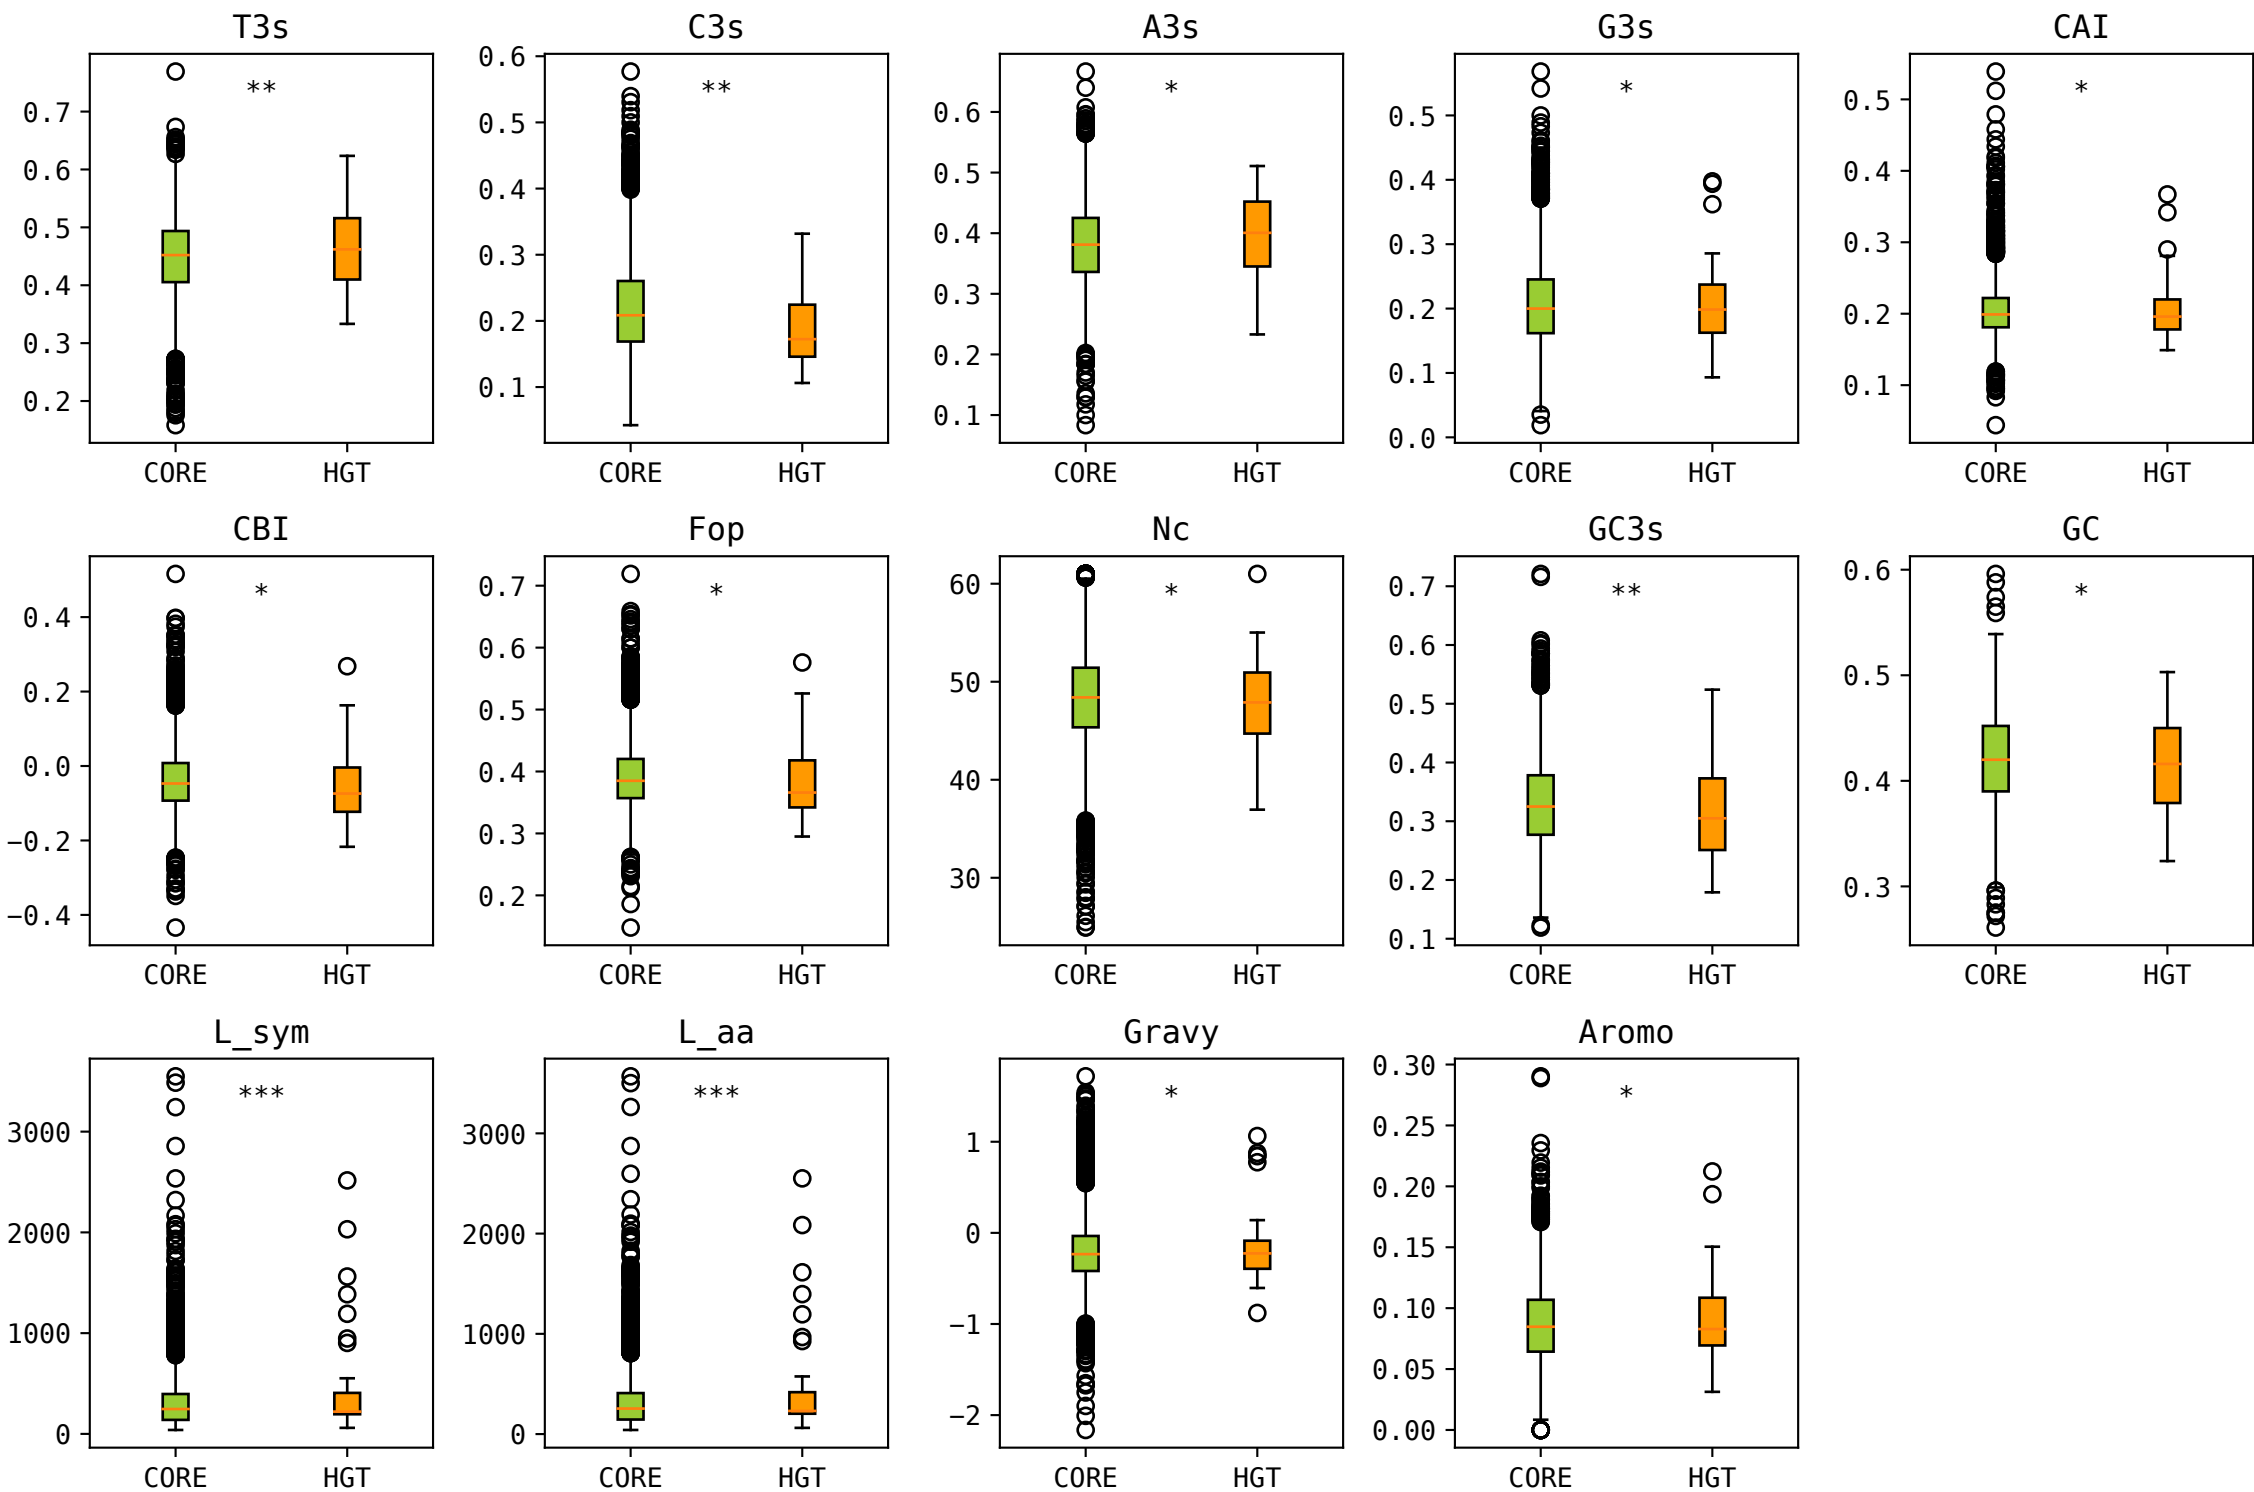 T3s
C3s
A3s
G3s
CAI
0.7
0.6
0.5
0.4
0.3
0.2
**
CORE
HGT
0.6
0.5
0.4
0.3
0.2
0.1
**
CORE
HGT
0.6
0.5
0.4
0.3
0.2
0.1
*
CORE
HGT
0.5
0.4
0.3
0.2
0.1
0.0
*
CORE
HGT
0.5
0.4
0.3
0.2
0.1
*
CORE
HGT
CBI
Fop
Nc
GC3s
GC
0.4
0.2
0.0
−0.2
−0.4
*
CORE
HGT
0.7
0.6
0.5
0.4
0.3
0.2
*
CORE
HGT
60
50
40
30
*
CORE
HGT
0.7
0.6
0.5
0.4
0.3
0.2
0.1
**
CORE
HGT
0.6
0.5
0.4
0.3
*
CORE
HGT
L_sym
L_aa
Gravy
Aromo
3000
2000
1000
0
***
CORE
HGT
3000
2000
1000
0
***
CORE
HGT
1
0
−1
−2
*
CORE
HGT
0.30
0.25
0.20
0.15
0.10
0.05
0.00
*
CORE
HGT